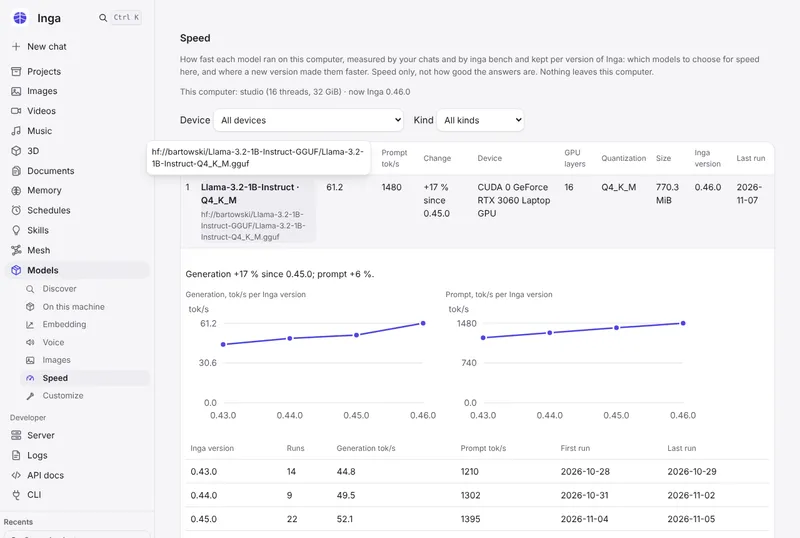 Inga
Ctrl K
New chat
Projects
Images
Videos
Music
3D
Documents
Memory
Schedules
Skills
Mesh
Models
Discover
On this machine
Embedding
Voice
Images
Speed
Customize
Developer
Server
Logs
API docs
CLI
Recents
Speed
How fast each model ran on this computer, measured by your chats and by inga bench and kept per version of Inga: which models to choose for speed
here, and where a new version made them faster. Speed only, not how good the answers are. Nothing leaves this computer.
This computer: studio (16 threads, 32 GiB) · now Inga 0.46.0
Device All devices Kind All kinds
hf://bartowski/Llama-3.2-1B-Instruct-GGUF/Llama-3.2-
1B-Instruct-Q4_K_M.gguf
Prompt tok/s Change Device GPU layers Quantization Size Inga version Last run
1 Llama-3.2-1B-Instruct · Q4_K_M
hf://bartowski/Llama-3.2-1B-
Instruct-GGUF/Llama-3.2-1B-
Instruct-Q4_K_M.gguf
61.2 1480 +17 % since 0.45.0 CUDA 0 GeForce RTX 3060 Laptop GPU 16 Q4_K_M 770.3 MiB 0.46.0 2026-11-07
Generation +17 % since 0.45.0; prompt +6 %.
Generation, tok/s per Inga version
tok/s
61.2
30.6
0.0
0.43.0 0.44.0 0.45.0 0.46.0
Prompt, tok/s per Inga version
tok/s
1480
740
0.0
0.43.0 0.44.0 0.45.0 0.46.0
Inga version Runs Generation tok/s Prompt tok/s First run Last run
0.43.0 14 44.8 1210 2026-10-28 2026-10-29
0.44.0 9 49.5 1302 2026-10-31 2026-11-02
0.45.0 22 52.1 1395 2026-11-04 2026-11-05